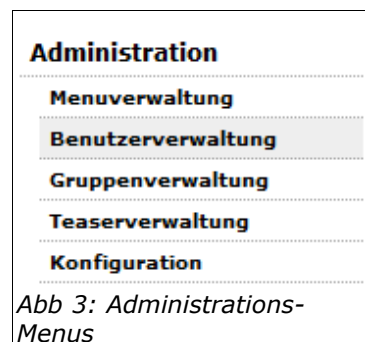 Administration
Menuverwaltung
Benutzerverwaltung
Gruppenverwaltung
Teaserverwaltung
Konfiguration
Abb 3: Administrations-
Menus